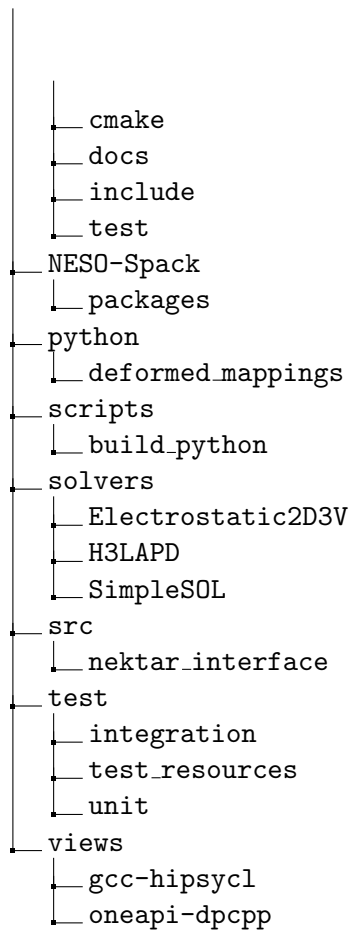 cmake
docs
include
test
NESO-Spack
packages
python
deformed_mappings
scripts
build_python
solvers
Electrostatic2D3V
H3LAPD
SimpleSOL
src
nektar_interface
test
integration
test_resources
unit
views
gcc-hipsycl
oneapi-dpcpp